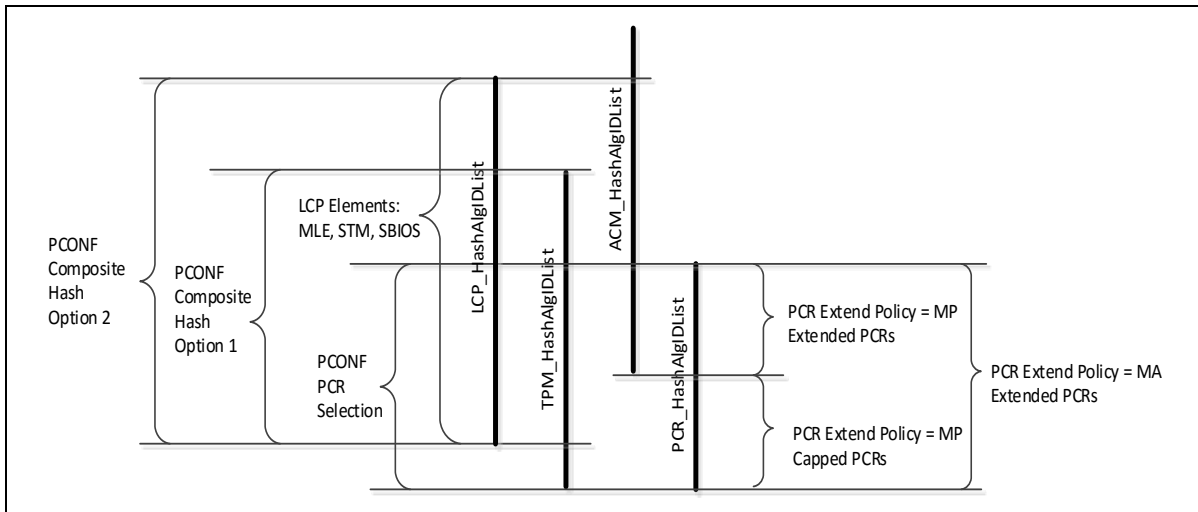 PCONF
Composite
Hash
Option 2
PCONF
Composite
Hash
Option 1
LCP Elements:
MLE, STM, SBIOS
PCONF
PCR
Selection
LCP_HashAlgIDList
TPM_HashAlgIDList
ACM_HashAlgIDList
PCR_HashAlgIDList
PCR Extend Policy = MP
Extended PCRs
PCR Extend Policy = MP
Capped PCRs
PCR Extend Policy = MA
Extended PCRs